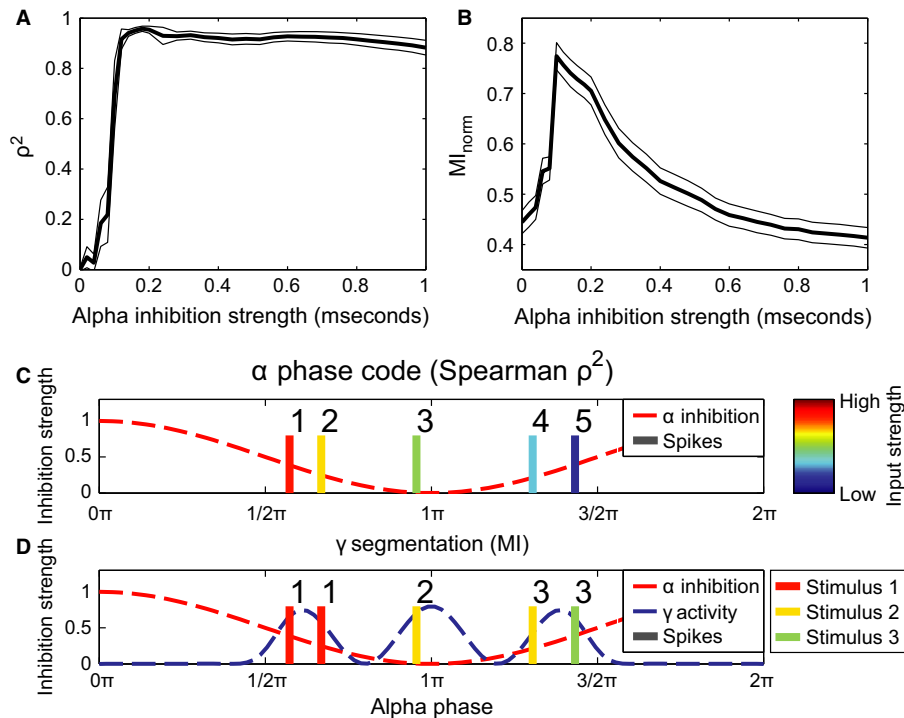 A
1
0.8
0.6
0.4
0.2
0
ρ²
0 0.2 0.4 0.6 0.8 1
Alpha inhibition strength (mseconds)
B
0.8
0.7
0.6
0.5
0.4
MInorm
0 0.2 0.4 0.6 0.8 1
Alpha inhibition strength (mseconds)
C
α phase code (Spearman ρ²)
Inhibition strength
1
0.5
0
1 2 3 4 5
α inhibition
Spikes
0π 1/2π 1π 3/2π 2π
High
Low
Input strength
D
γ segmentation (MI)
Inhibition strength
1
0.5
0
1 1 2 3 3
α inhibition
γ activity
Spikes
Stimulus 1
Stimulus 2
Stimulus 3
0π 1/2π 1π 3/2π 2π
Alpha phase